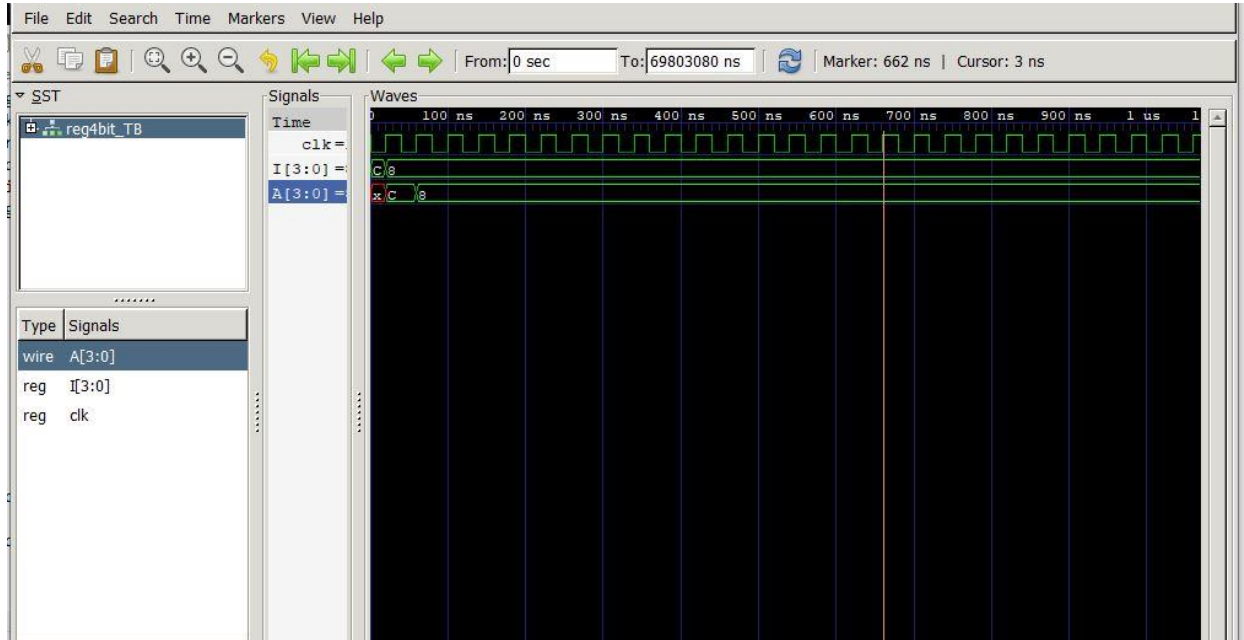 File Edit Search Time Markers View Help
From: 0 sec To: 69803080 ns Marker: 662 ns | Cursor: 3 ns
SST
reg4bit_TB
Type Signals
wire A[3:0]
reg I[3:0]
reg clk
Signals
Time
clk=
I[3:0] =
A[3:0] =
Waves
100 ns 200 ns 300 ns 400 ns 500 ns 600 ns 700 ns 800 ns 900 ns 1 us 1
C 8
x C 8